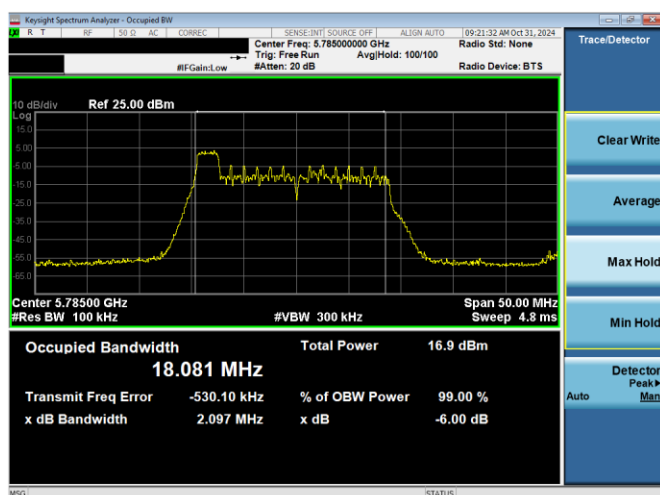 Keysight Spectrum Analyzer - Occupied BW
R T RF 50 Ω AC CORREC SENSE:INT SOURCE OFF ALIGN AUTO 09:21:32 AM Oct 31, 2024
Center Freq: 5.785000000 GHz Radio Std: None
Trig: Free Run Avg|Hold: 100/100
#IFGain:Low #Atten: 20 dB Radio Device: BTS
Trace/Detector
10 dB/div Ref 25.00 dBm
Log
15.0
5.00
-5.00
-15.0
-25.0
-35.0
-45.0
-55.0
-65.0
Center 5.78500 GHz Span 50.00 MHz
#Res BW 100 kHz #VBW 300 kHz Sweep 4.8 ms
Occupied Bandwidth Total Power 16.9 dBm
18.081 MHz
Transmit Freq Error -530.10 kHz % of OBW Power 99.00 %
x dB Bandwidth 2.097 MHz x dB -6.00 dB
Clear Write
Average
Max Hold
Min Hold
Detector
Peak▶
Auto Man
MSG STATUS